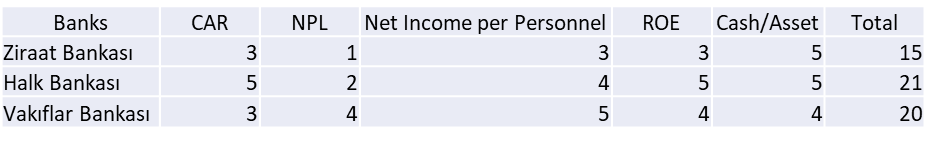 Banks CAR NPL Net Income per Personnel ROE Cash/Asset Total
Ziraat Bankası 3 1 3 3 5 15
Halk Bankası 5 2 4 5 5 21
Vakıflar Bankası 3 4 5 4 4 20